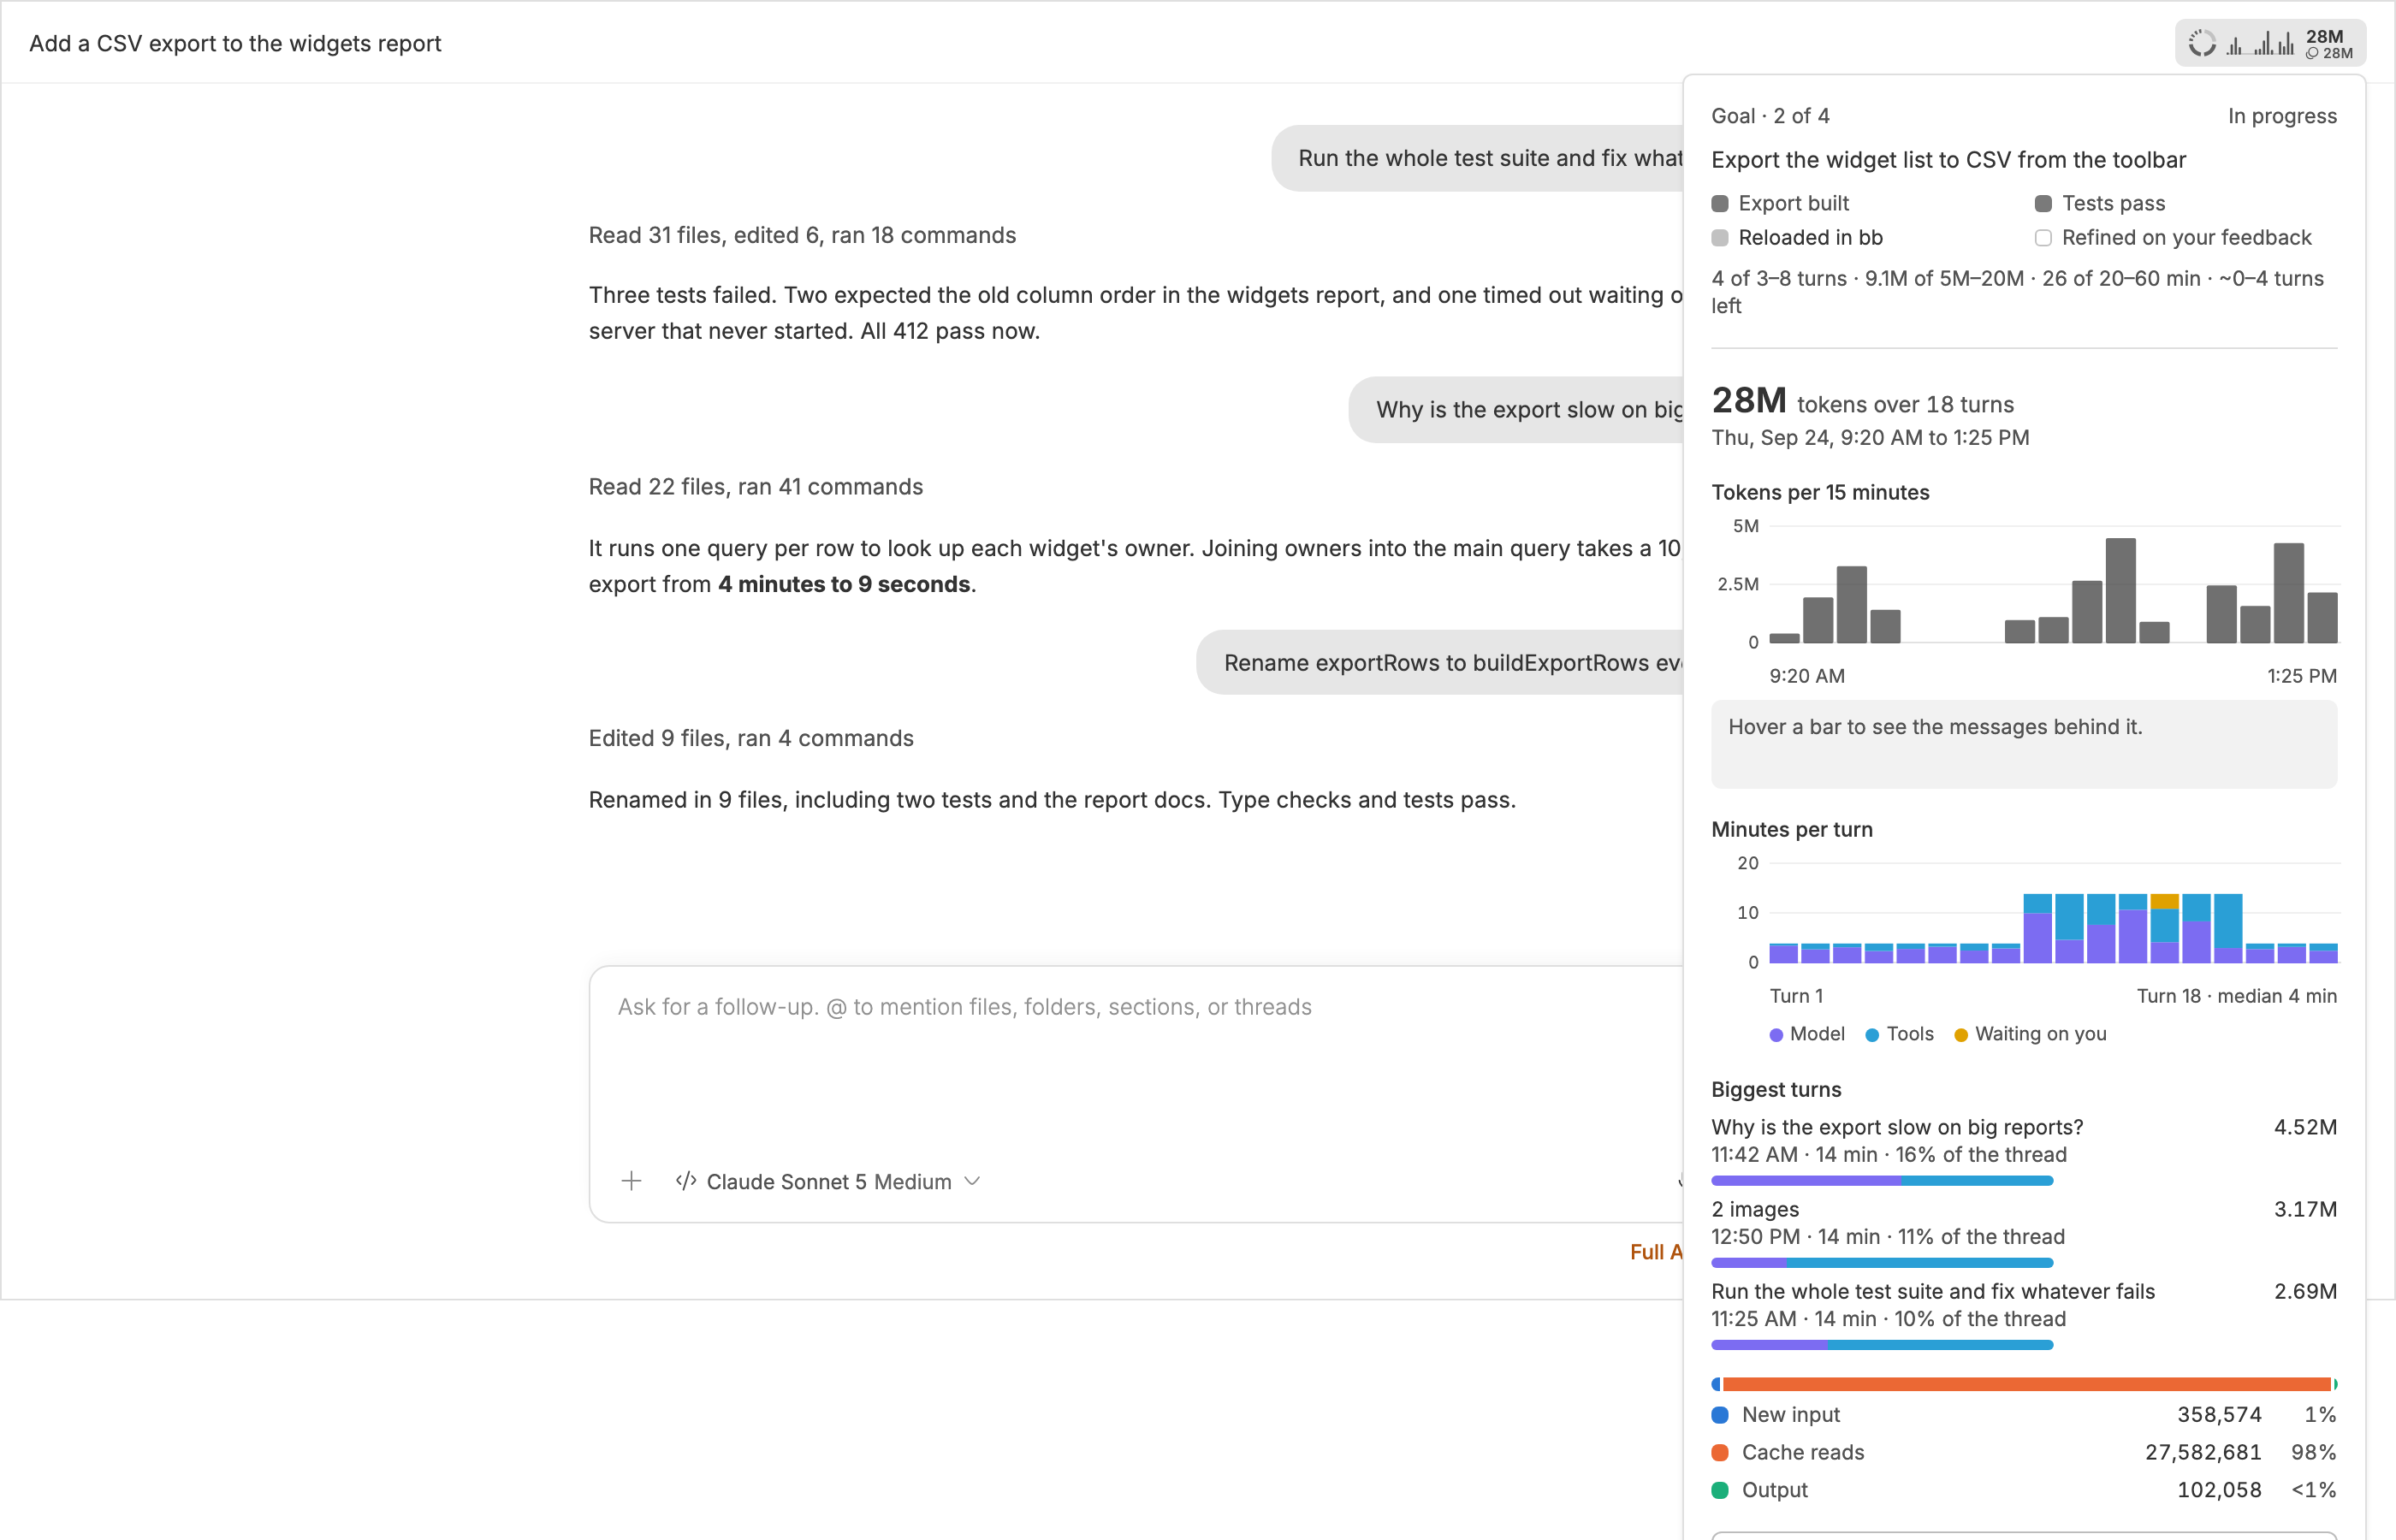 Add a CSV export to the widgets report
28M
28M
Run the whole test suite and fix what
Read 31 files, edited 6, ran 18 commands
Three tests failed. Two expected the old column order in the widgets report, and one timed out waiting o
server that never started. All 412 pass now.
Why is the export slow on big
Read 22 files, ran 41 commands
It runs one query per row to look up each widget's owner. Joining owners into the main query takes a 10
export from 4 minutes to 9 seconds.
Rename exportRows to buildExportRows ev
Edited 9 files, ran 4 commands
Renamed in 9 files, including two tests and the report docs. Type checks and tests pass.
Ask for a follow-up. @ to mention files, folders, sections, or threads
Claude Sonnet 5 Medium
Full A
Goal · 2 of 4
In progress
Export the widget list to CSV from the toolbar
Export built
Tests pass
Reloaded in bb
Refined on your feedback
4 of 3–8 turns · 9.1M of 5M–20M · 26 of 20–60 min · ~0–4 turns
left
28M tokens over 18 turns
Thu, Sep 24, 9:20 AM to 1:25 PM
Tokens per 15 minutes
5M
2.5M
0
9:20 AM
1:25 PM
Hover a bar to see the messages behind it.
Minutes per turn
20
10
0
Turn 1
Turn 18 · median 4 min
Model
Tools
Waiting on you
Biggest turns
Why is the export slow on big reports?
4.52M
11:42 AM · 14 min · 16% of the thread
2 images
3.17M
12:50 PM · 14 min · 11% of the thread
Run the whole test suite and fix whatever fails
2.69M
11:25 AM · 14 min · 10% of the thread
New input
358,574
1%
Cache reads
27,582,681
98%
Output
102,058
<1%